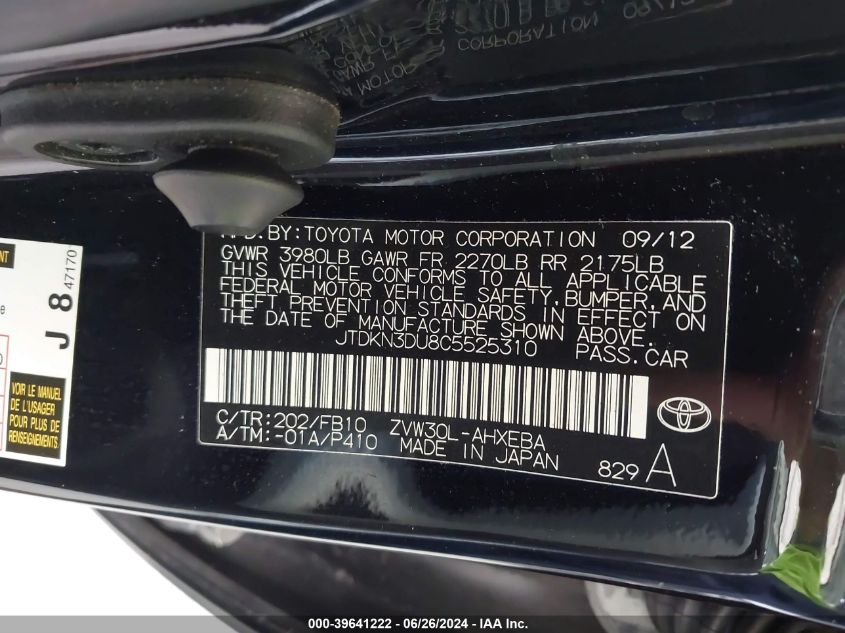 MFD.BY:TOYOTA MOTOR CORPORATION 09/12
GVWR 3980LB GAWR FR 2270LB RR 2175LB
THIS VEHICLE CONFORMS TO ALL APPLICABLE
FEDERAL MOTOR VEHICLE SAFETY,BUMPER,AND
THEFT PREVENTION STANDARDS IN EFFECT ON
THE DATE OF MANUFACTURE SHOWN ABOVE.
JTDKN3DU8C5525310 PASS.CAR
C/TR:202/FB10 ZVW30L-AHXEBA
A/TM:-01A/P410 MADE IN JAPAN
829 A
J 8 47170
VOIR LE MANUEL
DE L'USAGER
POUR PLUS DE
RENSEIGNEMENTS
000-39641222 / 06/26/2024 - IAA Inc.